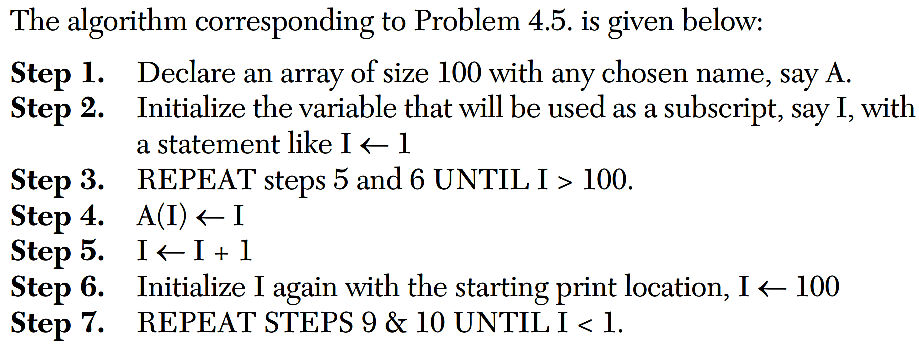 The algorithm corresponding to Problem 4.5. is given below:
Step 1. Declare an array of size 100 with any chosen name, say A.
Step 2. Initialize the variable that will be used as a subscript, say I, with
a statement like I ← 1
Step 3. REPEAT steps 5 and 6 UNTIL I > 100.
Step 4. A(I) ← I
Step 5. I ← I + 1
Step 6. Initialize I again with the starting print location, I ← 100
Step 7. REPEAT STEPS 9 & 10 UNTIL I < 1.